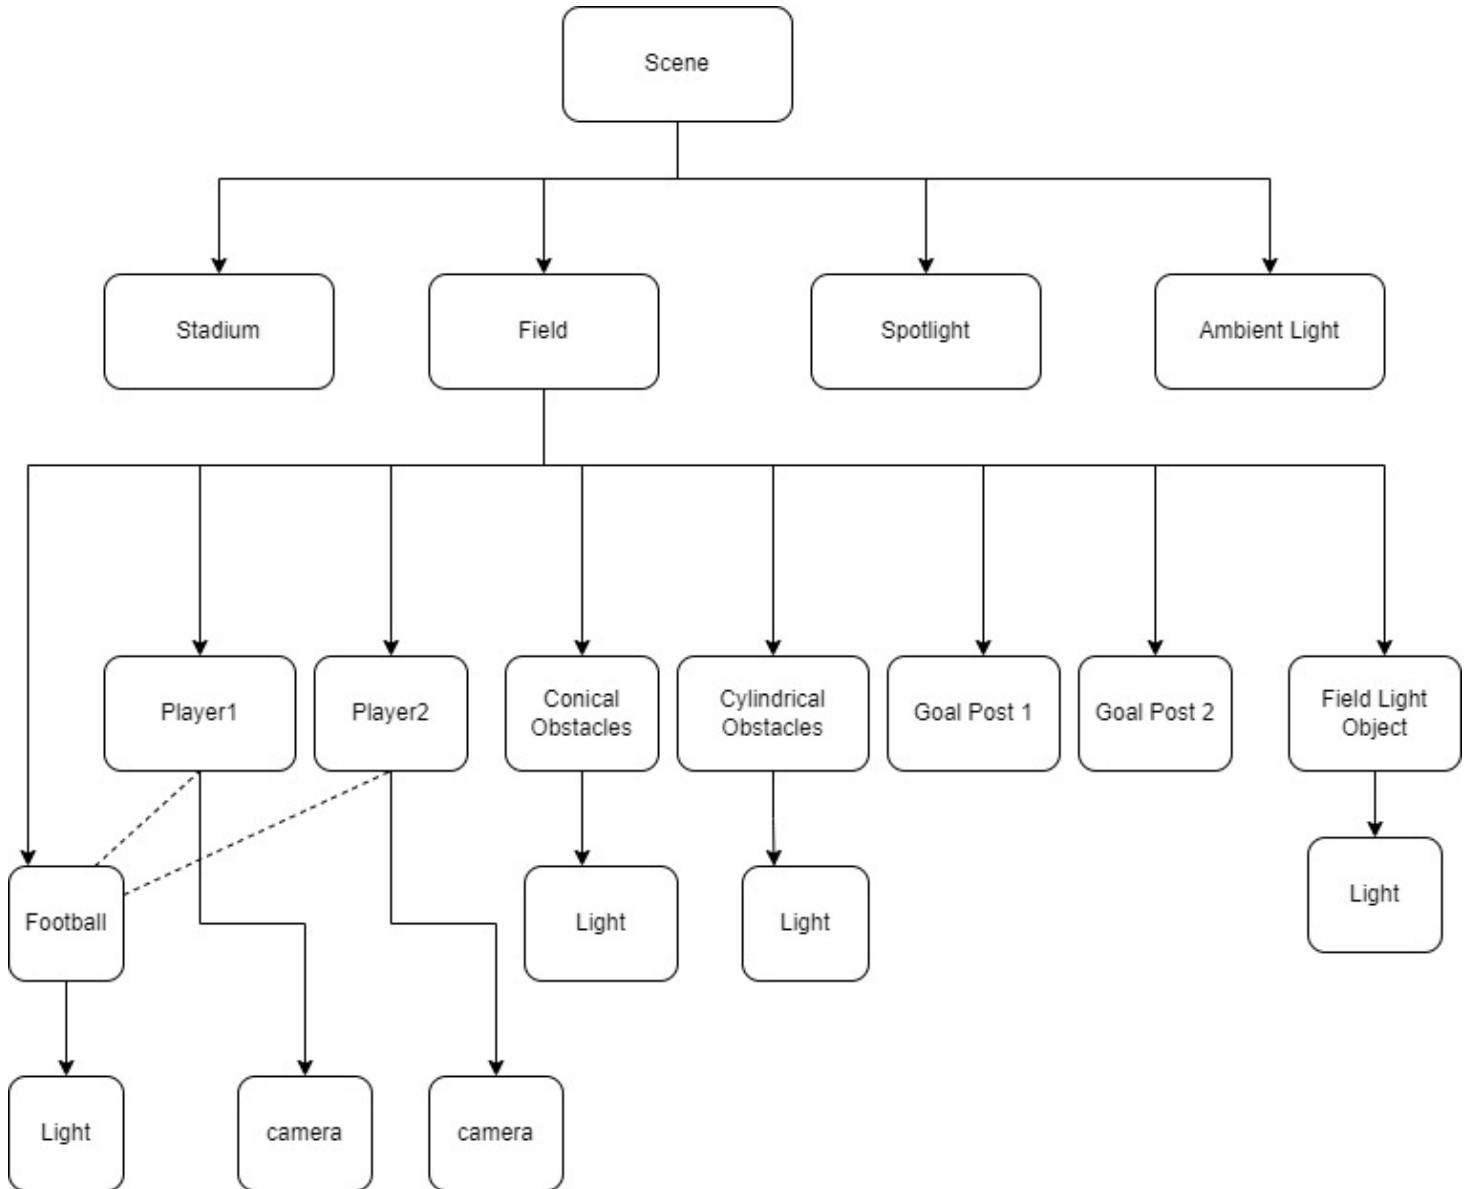 Scene
Stadium
Field
Spotlight
Ambient Light
Player1
Player2
Conical
Obstacles
Cylindrical
Obstacles
Goal Post 1
Goal Post 2
Field Light
Object
Football
Light
Light
Light
Light
camera
camera